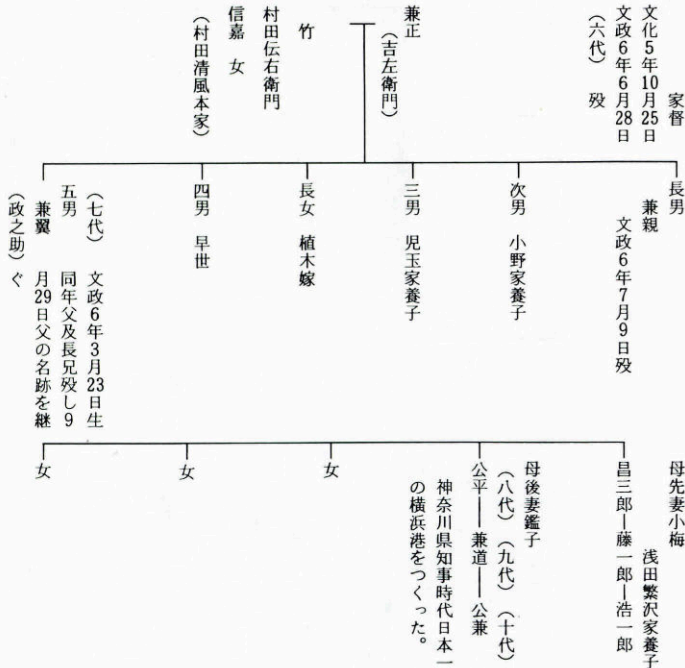 (六代)
文政6年6月28日 殁
文化5年10月25日 家督
兼正
(吉左衛門)
竹
村田伝右衛門
信嘉 女
(村田清風本家)
長男
兼親
文政6年7月9日殁
次男 小野家養子
三男 児玉家養子
長女 植木嫁
四男 早世
(七代) 文政6年3月23日生
五男 同年父及長兄殁し9
兼翼 月29日父の名跡を継
(政之助) ぐ
母先妻小梅
浅田繁沢家養子
昌三郎―藤一郎―浩一郎
母後妻鑑子
(八代) (九代) (十代)
公平――兼道――公兼
神奈川県知事時代日本一
の横浜港をつくった。
女
女
女